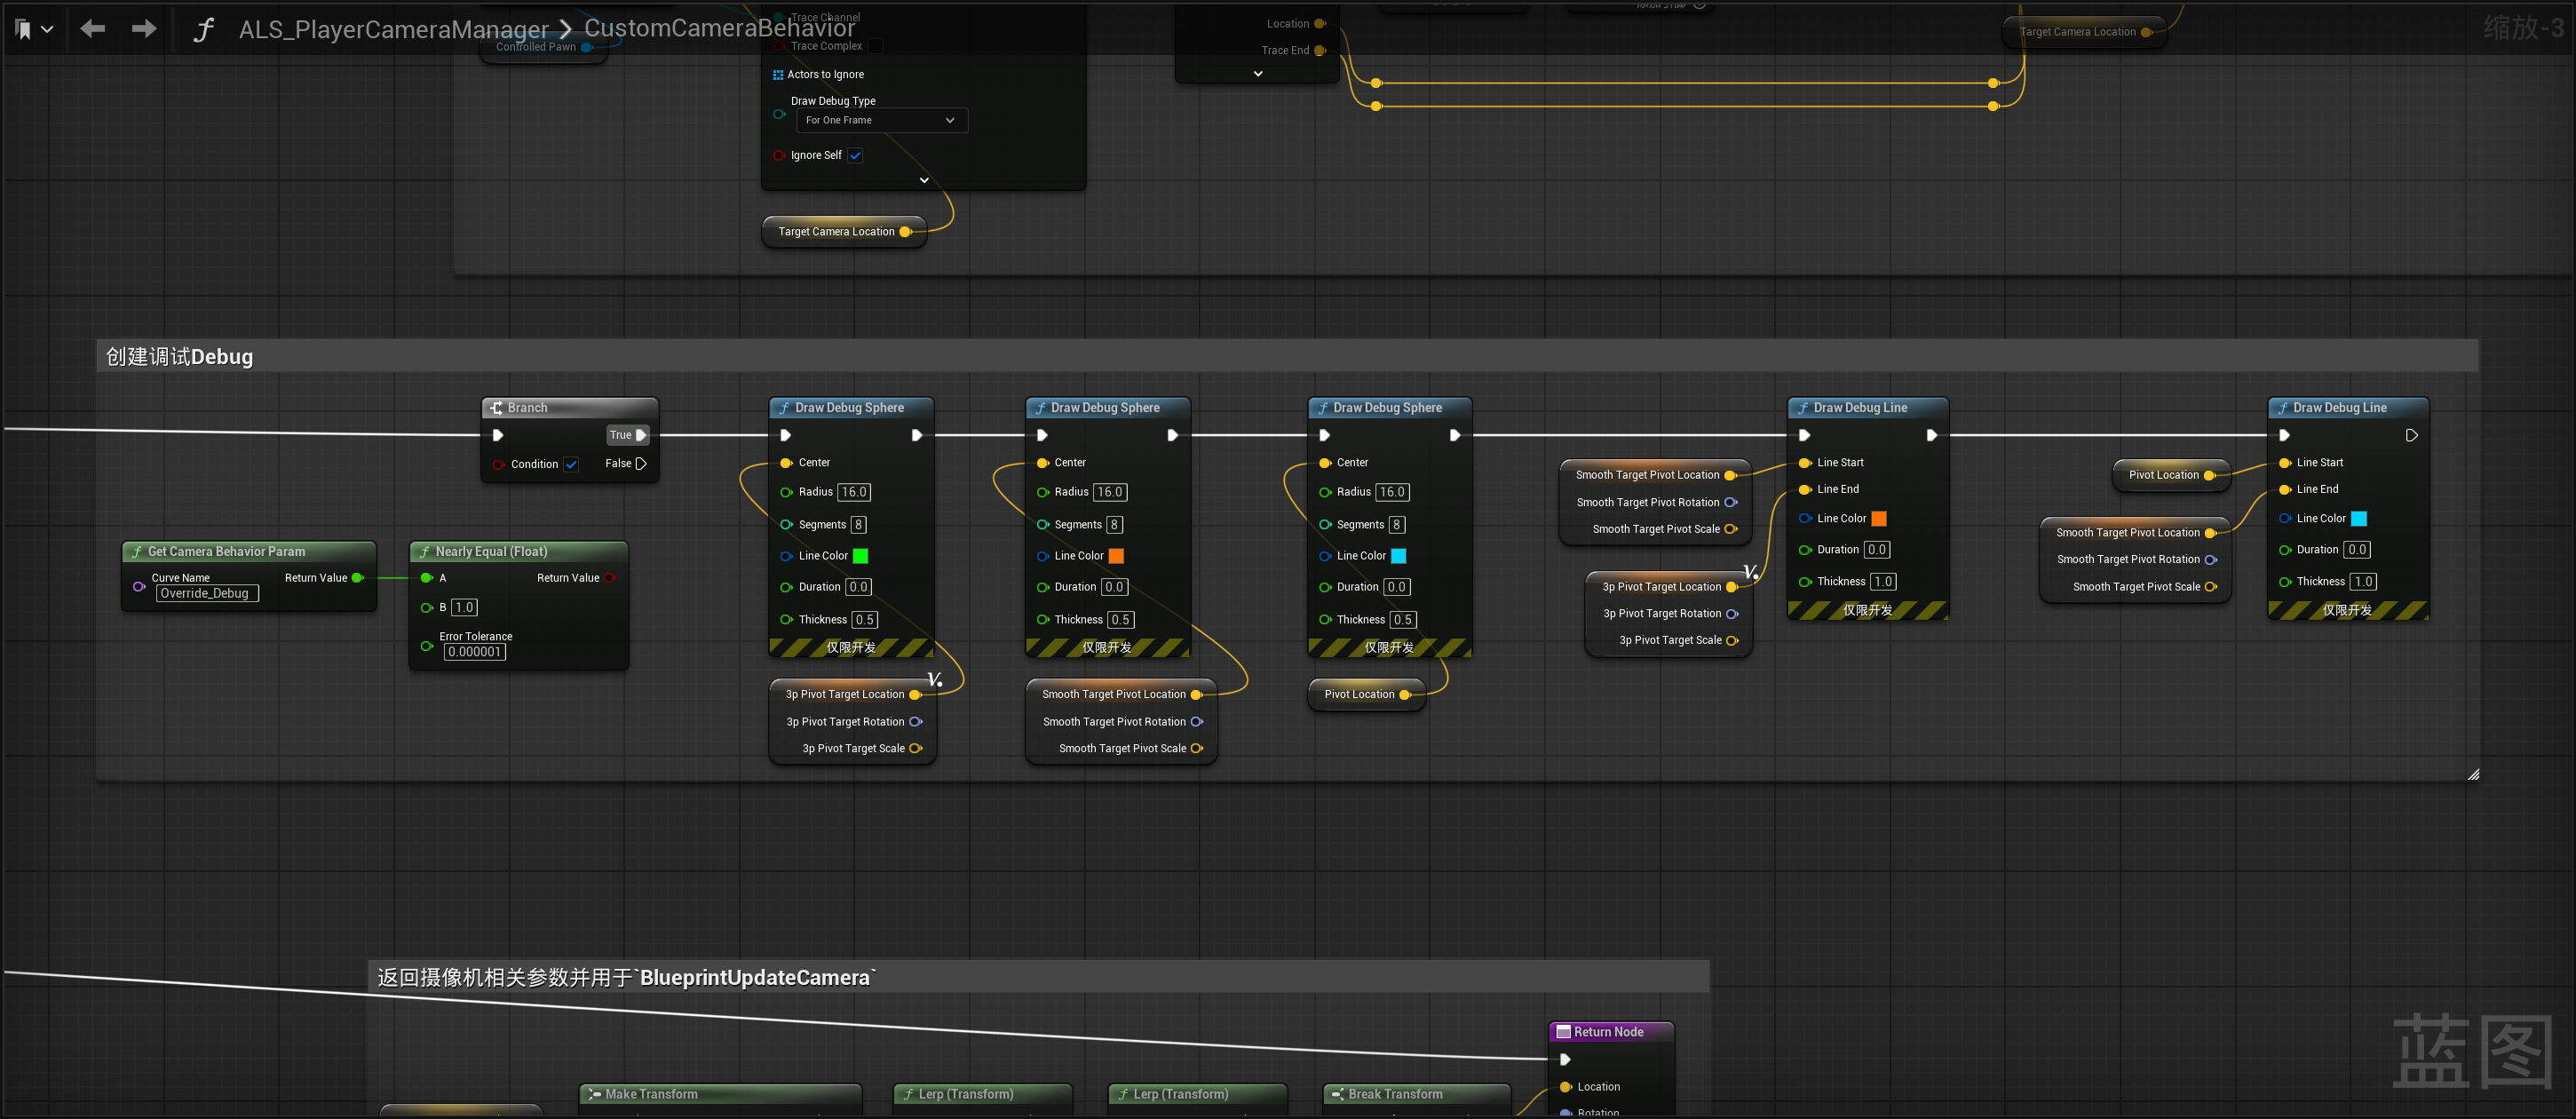 ALS_PlayerCameraManager > CustomCameraBehavior
缩放-3
Controlled Pawn
Trace Channel
Trace Complex
Actors to Ignore
Draw Debug Type
For One Frame
Ignore Self
Target Camera Location
Location
Trace End
Target Camera Location
创建调试Debug
Branch
True
Condition
False
Get Camera Behavior Param
Curve Name
Override_Debug
Return Value
Nearly Equal (Float)
A
Return Value
B 1.0
Error Tolerance
0.000001
Draw Debug Sphere
Center
Radius 16.0
Segments 8
Line Color
Duration 0.0
Thickness 0.5
仅限开发
3p Pivot Target Location
3p Pivot Target Rotation
3p Pivot Target Scale
Draw Debug Sphere
Center
Radius 16.0
Segments 8
Line Color
Duration 0.0
Thickness 0.5
仅限开发
Smooth Target Pivot Location
Smooth Target Pivot Rotation
Smooth Target Pivot Scale
Draw Debug Sphere
Center
Radius 16.0
Segments 8
Line Color
Duration 0.0
Thickness 0.5
仅限开发
Pivot Location
Smooth Target Pivot Location
Smooth Target Pivot Rotation
Smooth Target Pivot Scale
3p Pivot Target Location
3p Pivot Target Rotation
3p Pivot Target Scale
Draw Debug Line
Line Start
Line End
Line Color
Duration 0.0
Thickness 1.0
仅限开发
Pivot Location
Smooth Target Pivot Location
Smooth Target Pivot Rotation
Smooth Target Pivot Scale
Draw Debug Line
Line Start
Line End
Line Color
Duration 0.0
Thickness 1.0
仅限开发
返回摄像机相关参数并用于`BlueprintUpdateCamera`
Return Node
Location
Rotation
Make Transform
Lerp (Transform)
Lerp (Transform)
Break Transform
蓝图